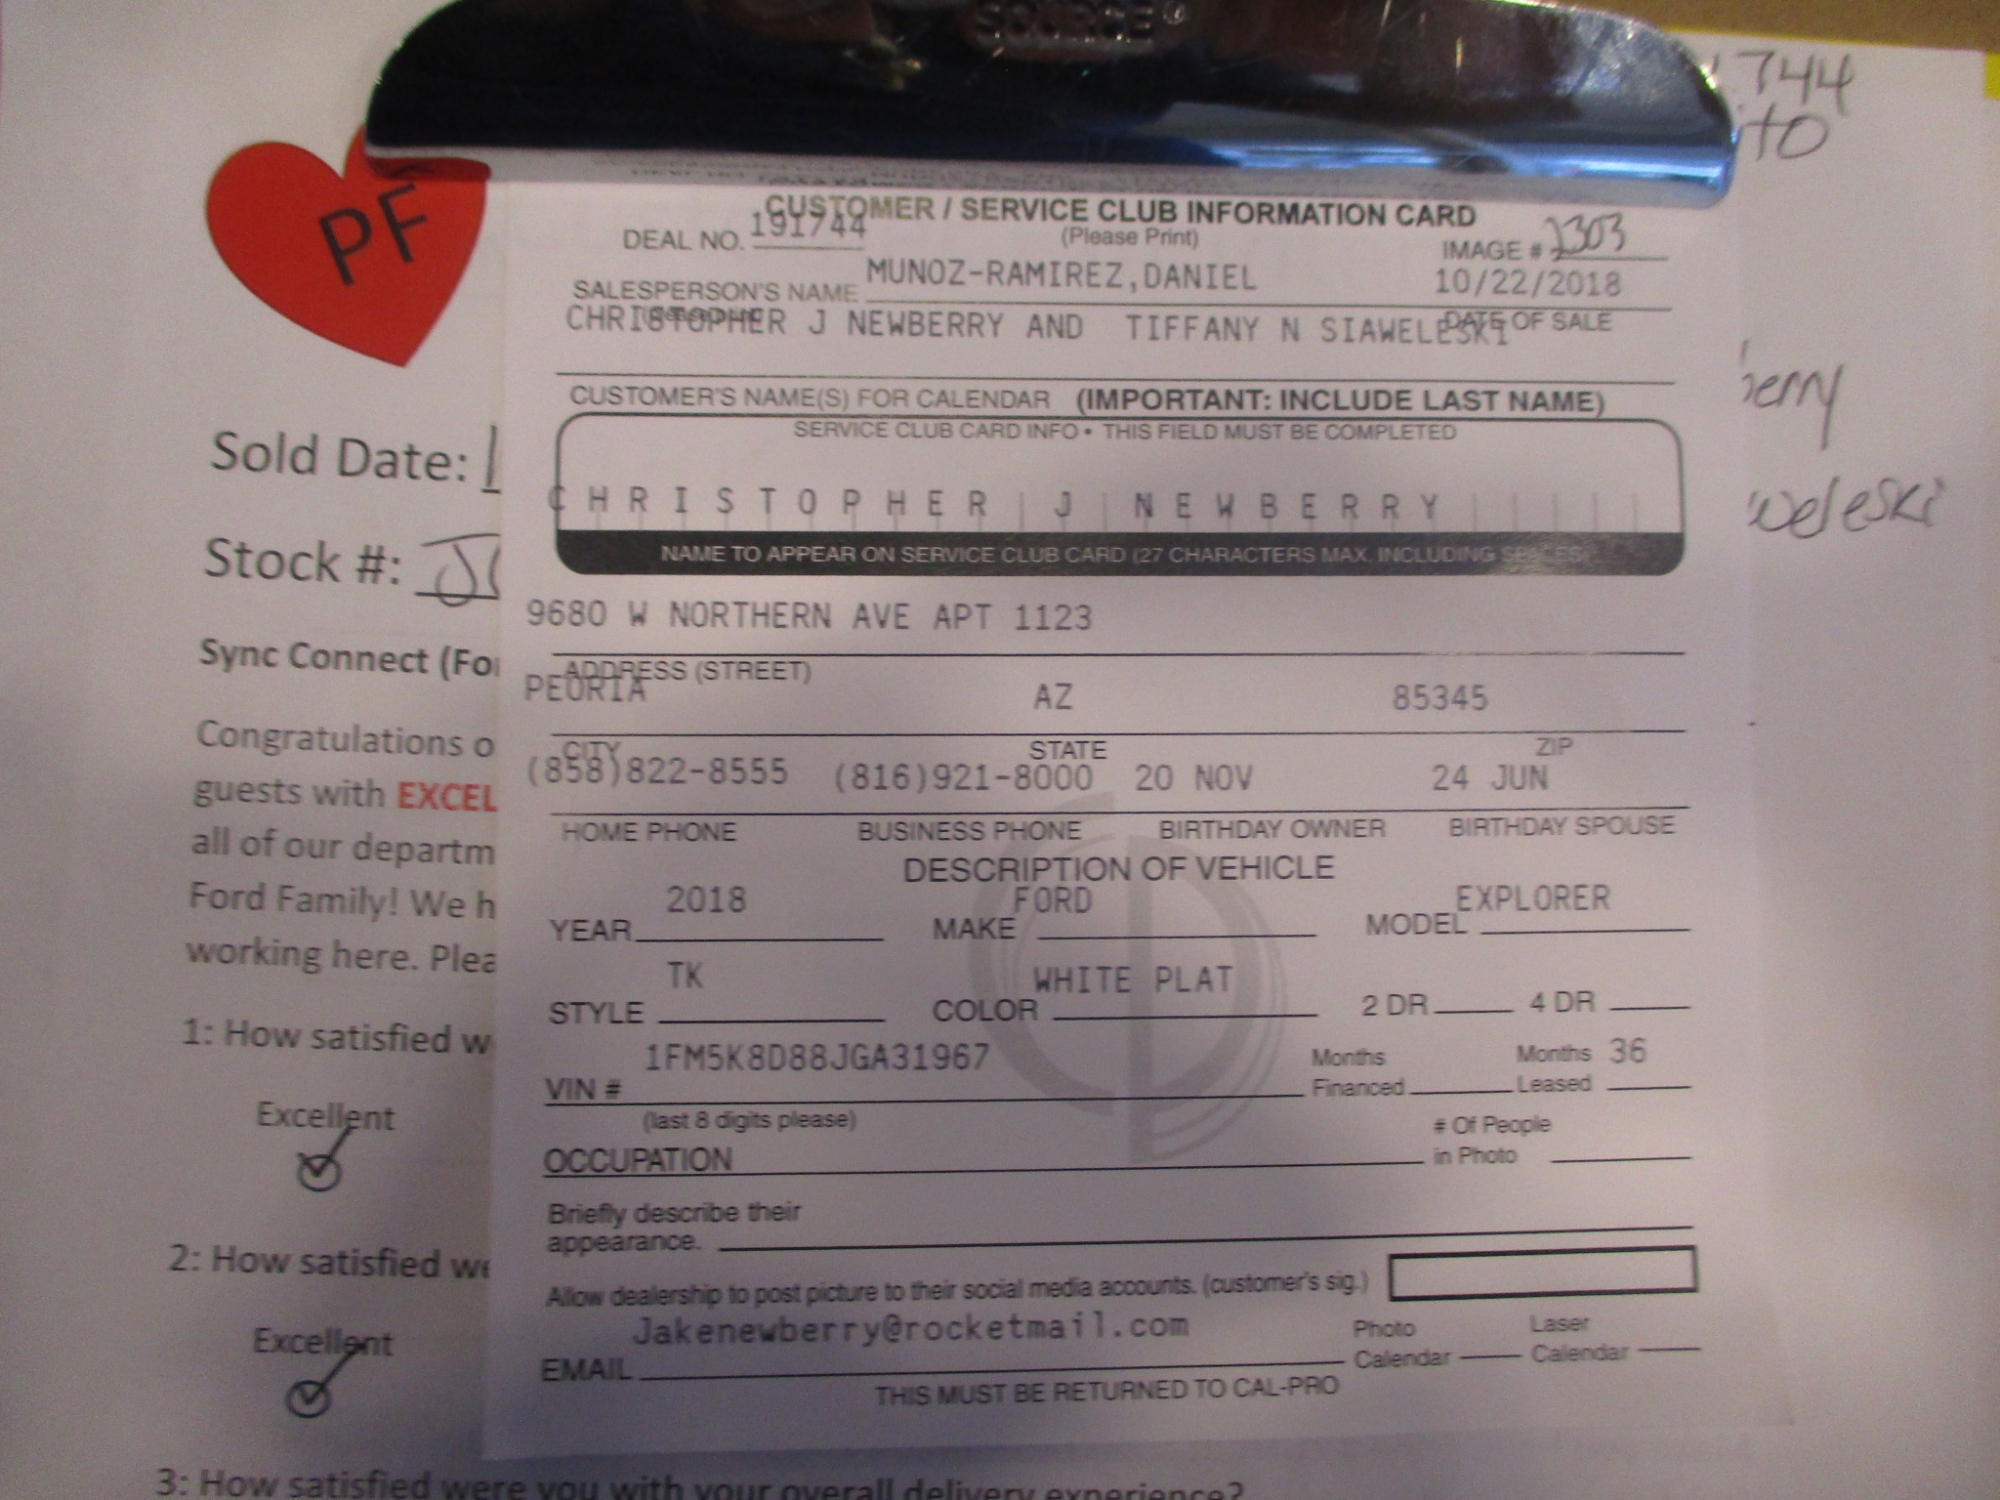 SOURCE
744
to
PF
CUSTOMER / SERVICE CLUB INFORMATION CARD
DEAL NO. 191744 (Please Print) IMAGE # 2303
SALESPERSON'S NAME MUNOZ-RAMIREZ,DANIEL 10/22/2018
CHRISTOPHER J NEWBERRY AND TIFFANY N SIAWELESKI DATE OF SALE
CUSTOMER'S NAME(S) FOR CALENDAR (IMPORTANT: INCLUDE LAST NAME)
berry
SERVICE CLUB CARD INFO • THIS FIELD MUST BE COMPLETED
Sold Date:
CHRISTOPHER J NEWBERRY
weleski
NAME TO APPEAR ON SERVICE CLUB CARD (27 CHARACTERS MAX. INCLUDING SPACES)
Stock #:
9680 W NORTHERN AVE APT 1123
Sync Connect (For
ADDRESS (STREET)
PEORIA AZ 85345
CITY STATE ZIP
Congratulations o
(858)822-8555 (816)921-8000 20 NOV 24 JUN
guests with EXCEL
HOME PHONE BUSINESS PHONE BIRTHDAY OWNER BIRTHDAY SPOUSE
all of our departm
DESCRIPTION OF VEHICLE
Ford Family! We h
YEAR 2018 MAKE FORD MODEL EXPLORER
working here. Plea
STYLE TK COLOR WHITE PLAT 2 DR 4 DR
1: How satisfied w
VIN # 1FM5K8D88JGA31967 Months Financed Months Leased 36
(last 8 digits please)
Excellent
OCCUPATION # Of People in Photo
Briefly describe their
appearance.
2: How satisfied we
Allow dealership to post picture to their social media accounts. (customer's sig.)
Excellent
EMAIL Jakenewberry@rocketmail.com Photo Calendar Laser Calendar
THIS MUST BE RETURNED TO CAL-PRO
3: How satisfied were you with your overall delivery experience?